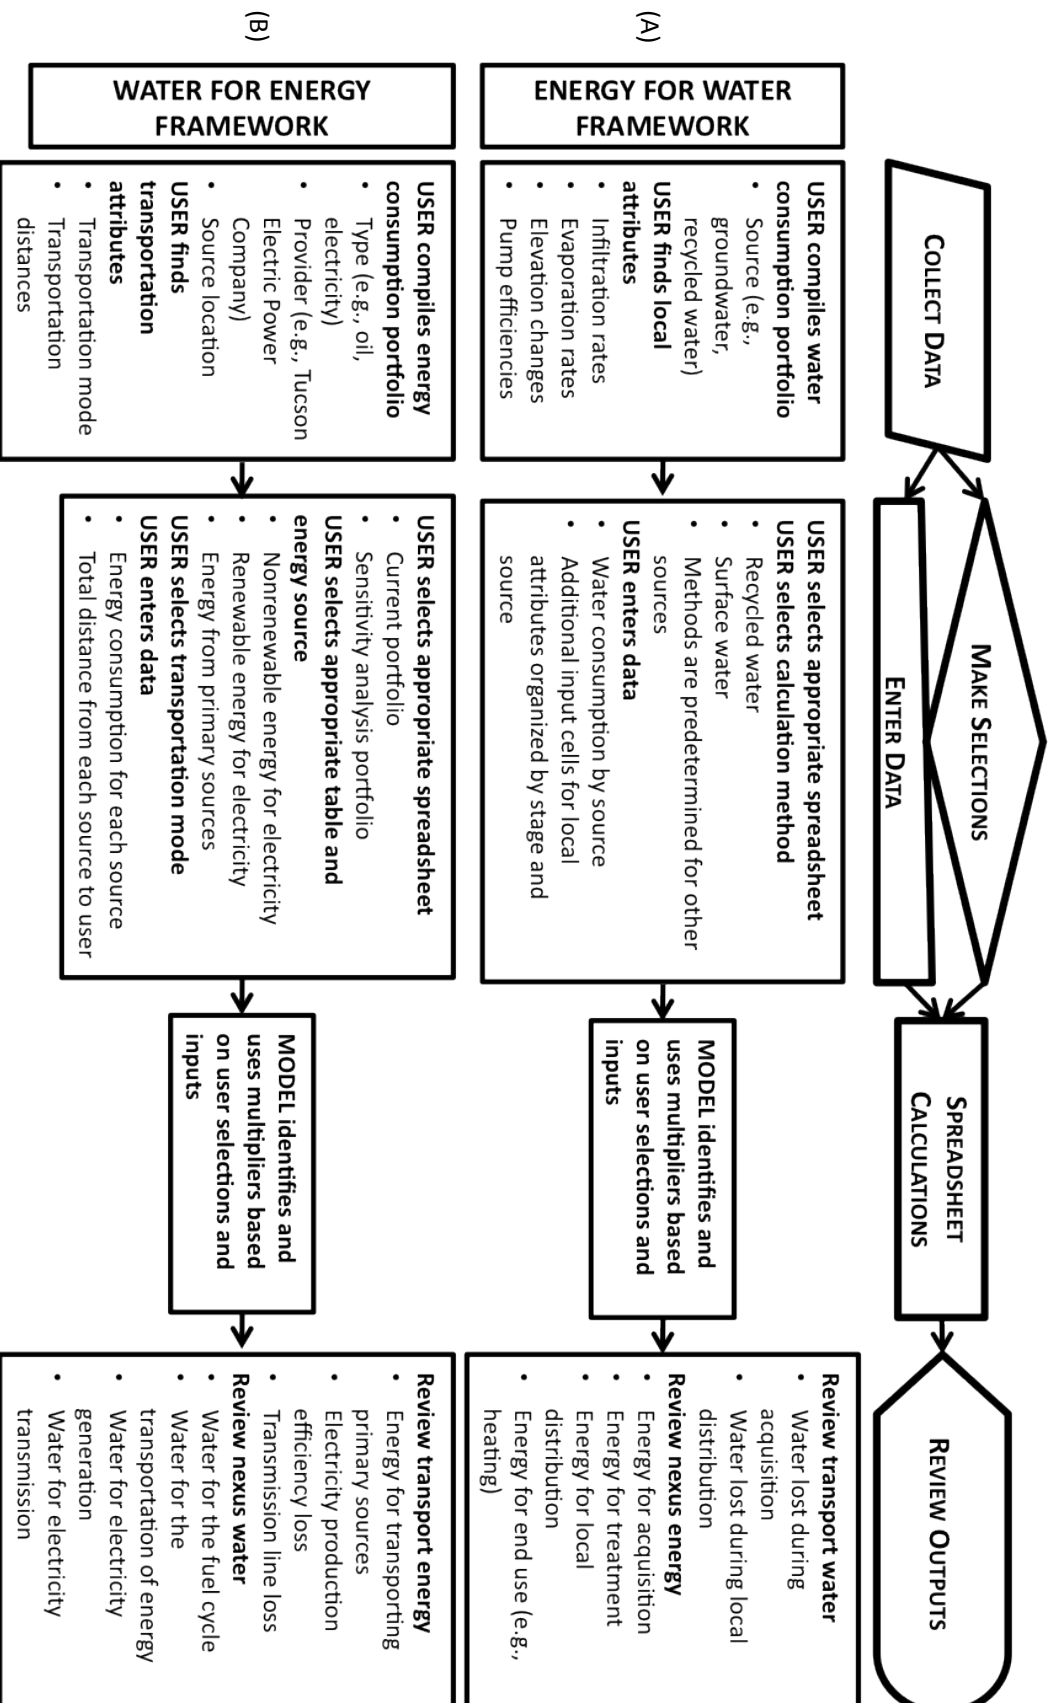 COLLECT DATA
MAKE SELECTIONS
ENTER DATA
SPREADSHEET
CALCULATIONS
REVIEW OUTPUTS
(A)
ENERGY FOR WATER
FRAMEWORK
USER compiles water
consumption portfolio
• Source (e.g.,
groundwater,
recycled water)
USER finds local
attributes
• Infiltration rates
• Evaporation rates
• Elevation changes
• Pump efficiencies
USER selects appropriate spreadsheet
USER selects calculation method
• Recycled water
• Surface water
• Methods are predetermined for other
sources
USER enters data
• Water consumption by source
• Additional input cells for local
attributes organized by stage and
source
MODEL identifies and
uses multipliers based
on user selections and
inputs
Review transport water
• Water lost during
acquisition
• Water lost during local
distribution
Review nexus energy
• Energy for acquisition
• Energy for treatment
• Energy for local
distribution
• Energy for end use (e.g.,
heating)
(B)
WATER FOR ENERGY
FRAMEWORK
USER compiles energy
consumption portfolio
• Type (e.g., oil,
electricity)
• Provider (e.g., Tucson
Electric Power
Company)
• Source location
USER finds
transportation
attributes
• Transportation mode
• Transportation
distances
USER selects appropriate spreadsheet
• Current portfolio
• Sensitivity analysis portfolio
USER selects appropriate table and
energy source
• Nonrenewable energy for electricity
• Renewable energy for electricity
• Energy from primary sources
USER selects transportation mode
USER enters data
• Energy consumption for each source
• Total distance from each source to user
MODEL identifies and
uses multipliers based
on user selections and
inputs
Review transport energy
• Energy for transporting
primary sources
• Electricity production
efficiency loss
• Transmission line loss
Review nexus water
• Water for the fuel cycle
• Water for the
transportation of energy
• Water for electricity
generation
• Water for electricity
transmission